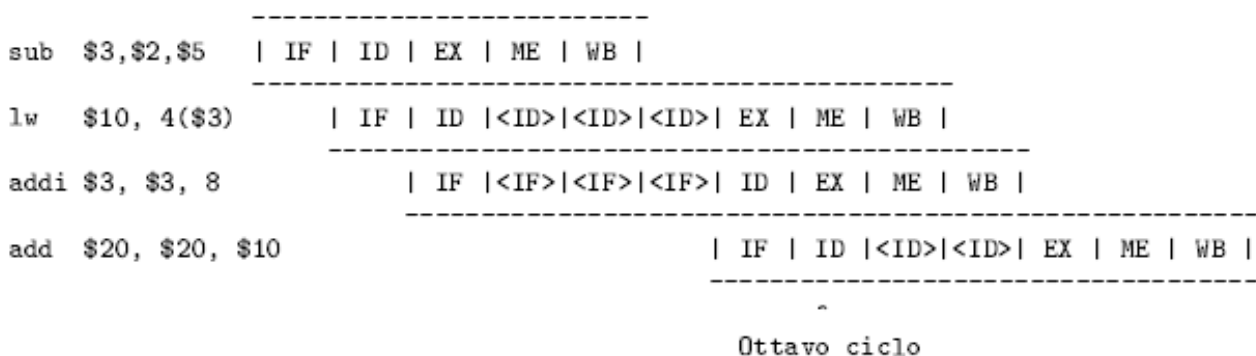 sub $3,$2,$5 | IF | ID | EX | ME | WB |
lw $10, 4($3) | IF | ID |<ID>|<ID>|<ID>| EX | ME | WB |
addi $3, $3, 8 | IF |<IF>|<IF>|<IF>| ID | EX | ME | WB |
add $20, $20, $10 | IF | ID |<ID>|<ID>| EX | ME | WB |
Ottavo ciclo